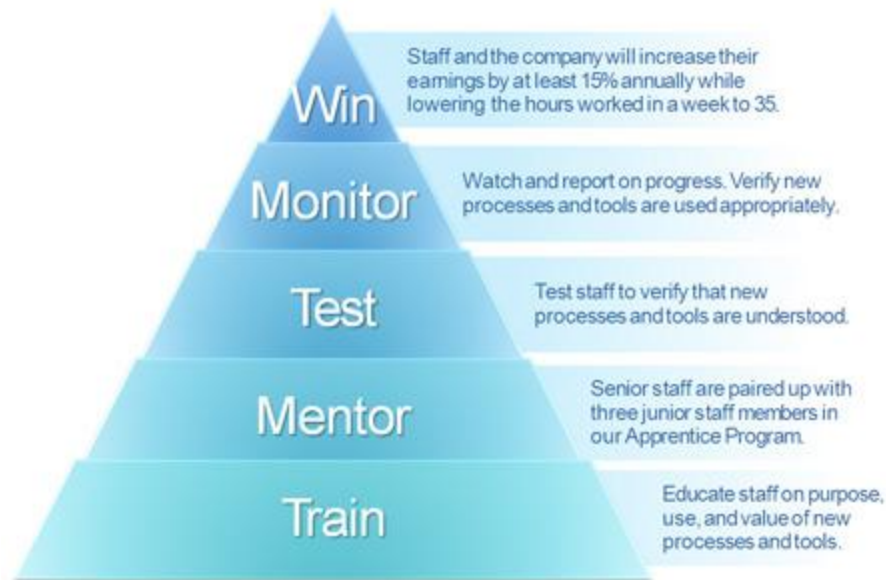 Win
Staff and the company will increase their
earnings by at least 15% annually while
lowering the hours worked in a week to 35.
Monitor
Watch and report on progress. Verify new
processes and tools are used appropriately.
Test
Test staff to verify that new
processes and tools are understood.
Mentor
Senior staff are paired up with
three junior staff members in
our Apprentice Program.
Train
Educate staff on purpose,
use, and value of new
processes and tools.